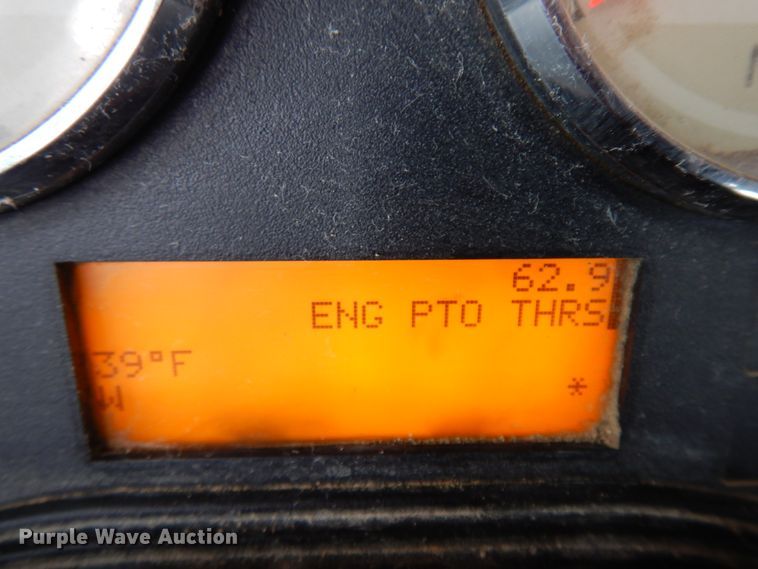 62.9
ENG PTO THRS
39°F
W
*
Purple Wave Auction